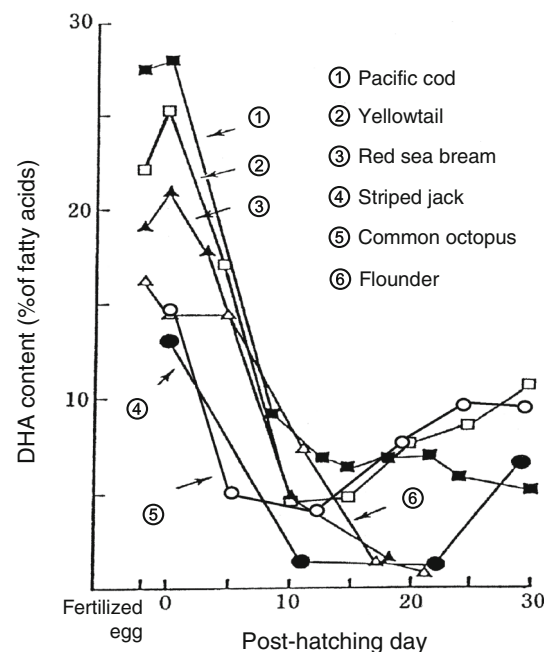 30
20
10
DHA content (%of fatty acids)
① Pacific cod
② Yellowtail
③ Red sea bream
④ Striped jack
⑤ Common octopus
⑥ Flounder
①
②
③
④
⑤
⑥
Fertilized
egg
0
10
20
30
Post-hatching day